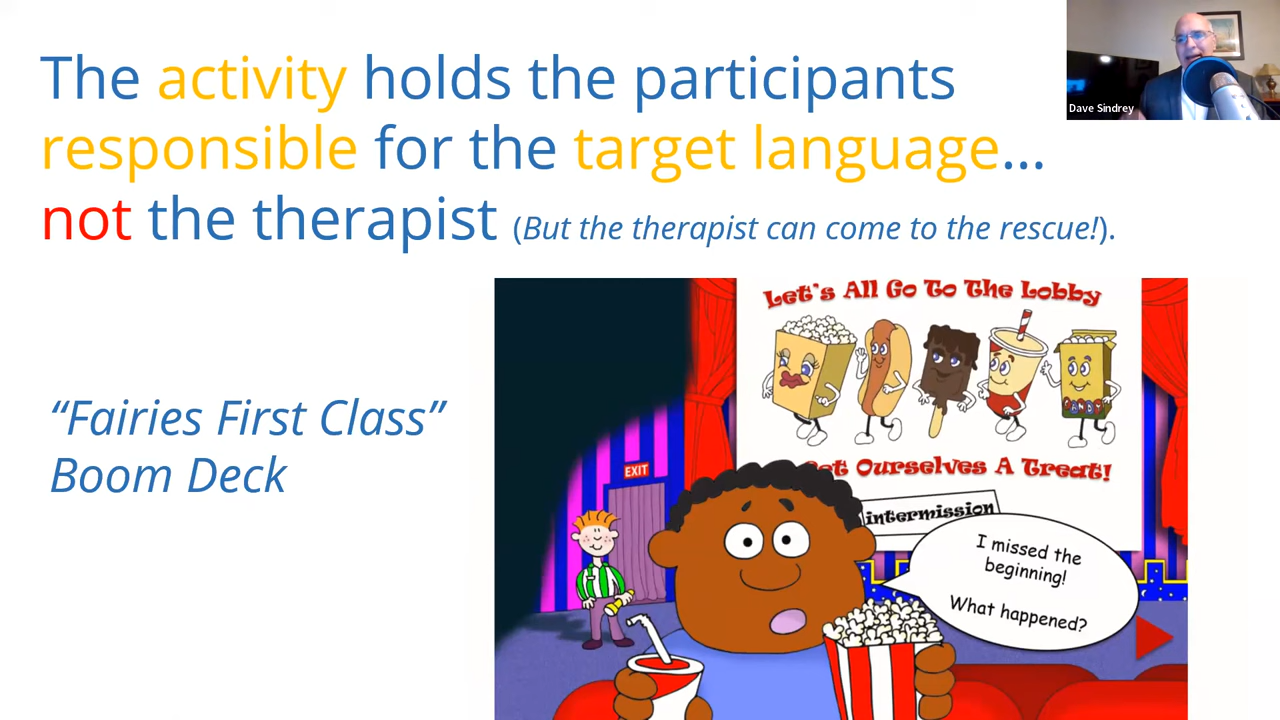 The activity holds the participants
responsible for the target language...
not the therapist (But the therapist can come to the rescue!).
Dave Sindrey
“Fairies First Class”
Boom Deck
Let's All Go To The Lobby
Ourselves A Treat!
EXIT
CANDY
intermission
I missed the
beginning!
What happened?